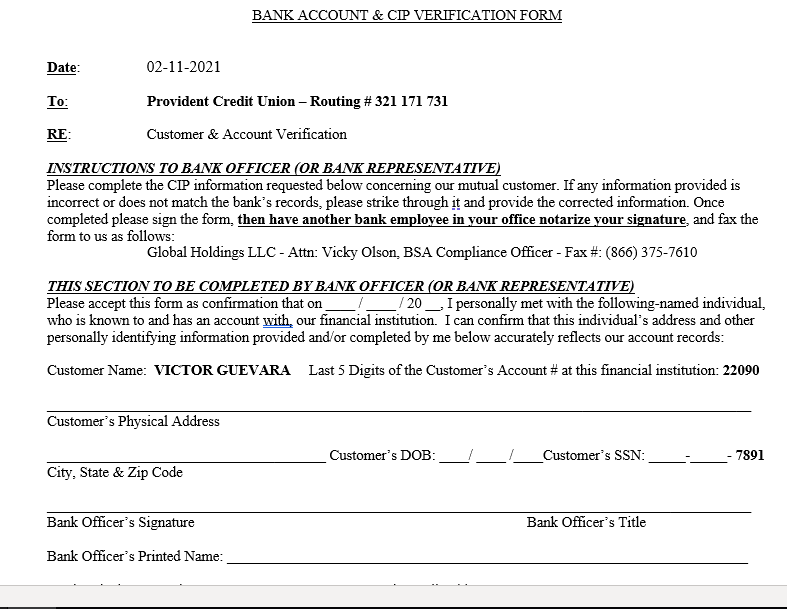 BANK ACCOUNT & CIP VERIFICATION FORM
Date: 02-11-2021
To: Provident Credit Union – Routing # 321 171 731
RE: Customer & Account Verification
INSTRUCTIONS TO BANK OFFICER (OR BANK REPRESENTATIVE)
Please complete the CIP information requested below concerning our mutual customer. If any information provided is
incorrect or does not match the bank's records, please strike through it and provide the corrected information. Once
completed please sign the form, then have another bank employee in your office notarize your signature, and fax the
form to us as follows:
Global Holdings LLC - Attn: Vicky Olson, BSA Compliance Officer - Fax #: (866) 375-7610
THIS SECTION TO BE COMPLETED BY BANK OFFICER (OR BANK REPRESENTATIVE)
Please accept this form as confirmation that on ____ / ____ / 20 __, I personally met with the following-named individual,
who is known to and has an account with, our financial institution. I can confirm that this individual's address and other
personally identifying information provided and/or completed by me below accurately reflects our account records:
Customer Name: VICTOR GUEVARA Last 5 Digits of the Customer's Account # at this financial institution: 22090
Customer's Physical Address
Customer's DOB: ____/ ____ /____Customer's SSN: _____-_____- 7891
City, State & Zip Code
Bank Officer's Signature Bank Officer's Title
Bank Officer's Printed Name: